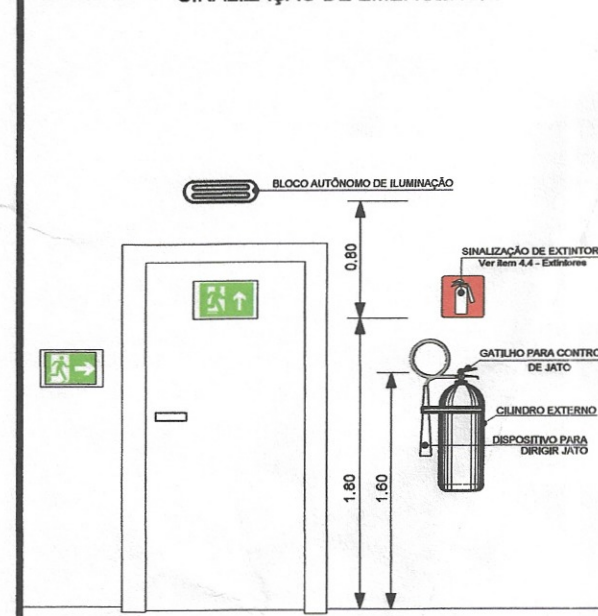 BLOCO AUTÔNOMO DE ILUMINAÇÃO
0.80
SINALIZAÇÃO DE EXTINTOR
Ver item 4.4 - Extintores
GATILHO PARA CONTRO
DE JATO
CILINDRO EXTERNO
DISPOSITIVO PARA
DIRIGIR JATO
1.80
1.60